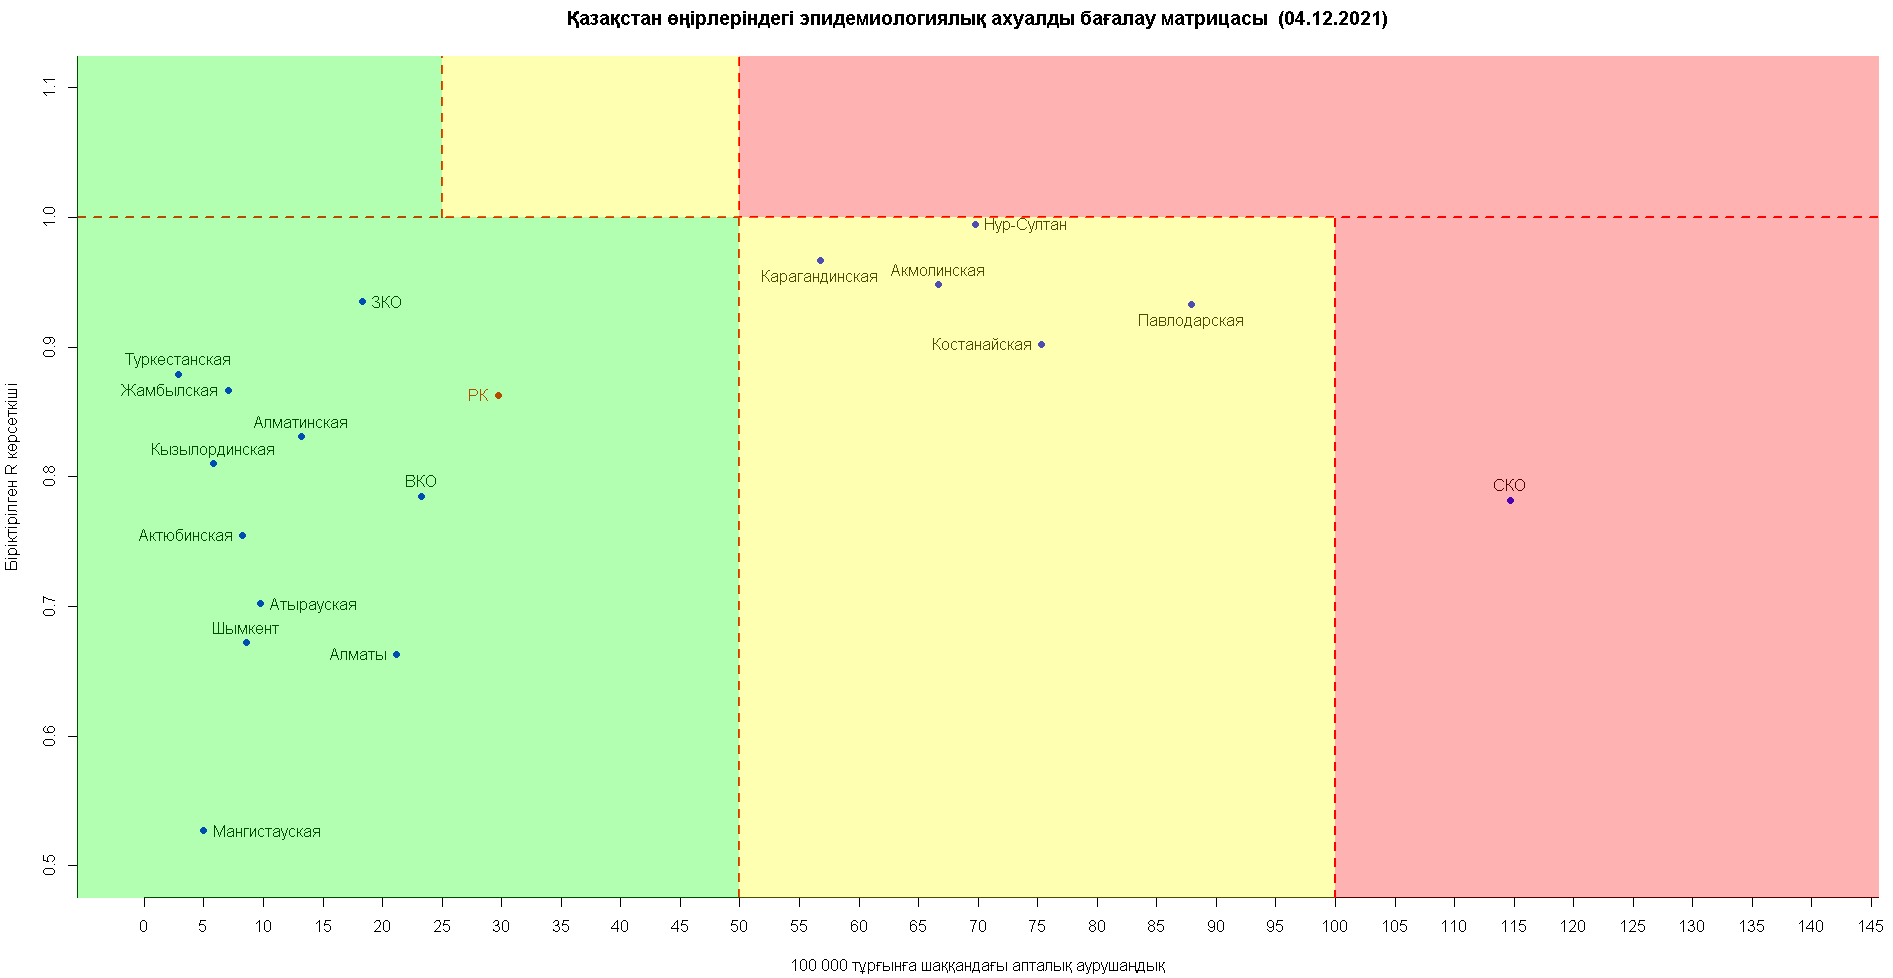 Қазақстан өңірлеріндегі эпидемиологиялық ахуалды бағалау матрицасы (04.12.2021)
1.1
1.0
0.9
0.8
0.7
0.6
0.5
Біріктірілген R көрсеткіші
Нур-Султан
Карагандинская
Акмолинская
ЗКО
Павлодарская
Костанайская
Туркестанская
Жамбылская
РК
Алматинская
Кызылординская
ВКО
СКО
Актюбинская
Атырауская
Шымкент
Алматы
Мангистауская
0 5 10 15 20 25 30 35 40 45 50 55 60 65 70 75 80 85 90 95 100 105 110 115 120 125 130 135 140 145
100 000 тұрғынға шаққандағы апталық аурушаңдық